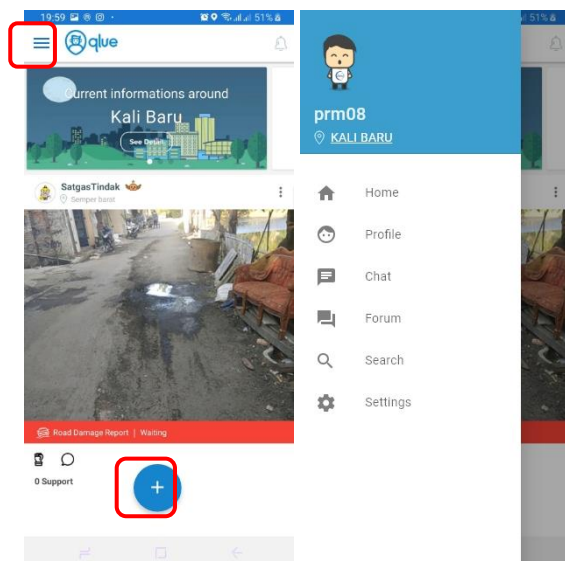 19:59
51%
qlue
Current informations around
Kali Baru
See Detail
SatgasTindak
Semper Barat
Road Damage Report | Waiting
0 Support
+
51%
prm08
KALI BARU
Home
Profile
Chat
Forum
Search
Settings